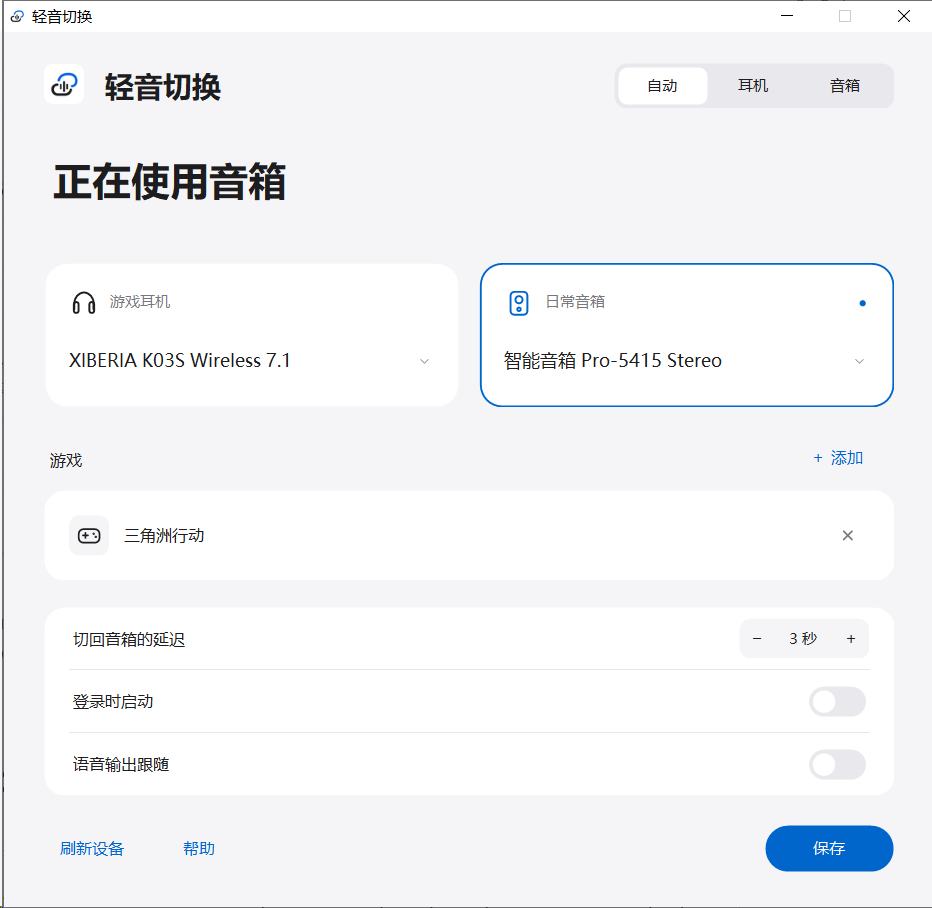 轻音切换
轻音切换
自动 耳机 音箱
正在使用音箱
游戏耳机
XIBERIA K03S Wireless 7.1
日常音箱
智能音箱 Pro-5415 Stereo
游戏
+ 添加
三角洲行动
切回音箱的延迟
− 3 秒 +
登录时启动
语音输出跟随
刷新设备 帮助
保存